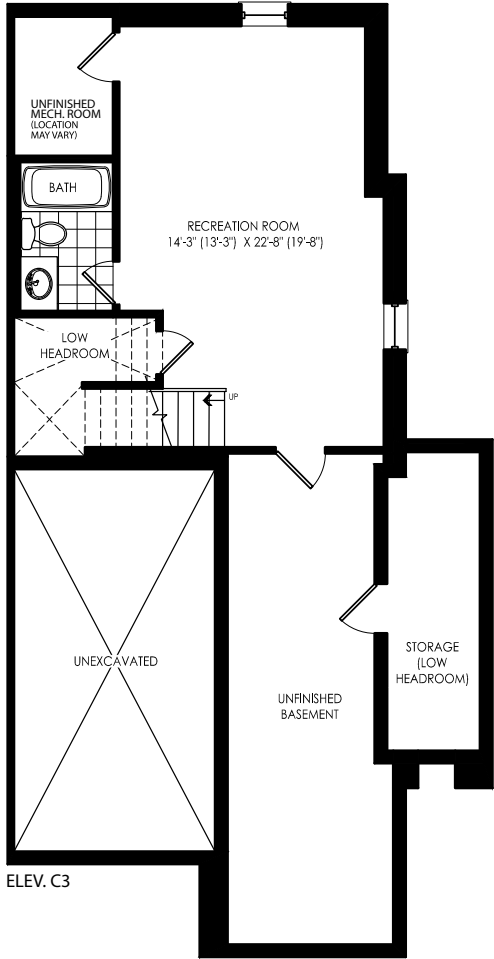 UNFINISHED
MECH. ROOM
(LOCATION
MAY VARY)
BATH
RECREATION ROOM
14'-3" (13'-3") X 22'-8" (19'-8")
LOW
HEADROOM
UP
UNEXCAVATED
STORAGE
(LOW
HEADROOM)
UNFINISHED
BASEMENT
ELEV. C3